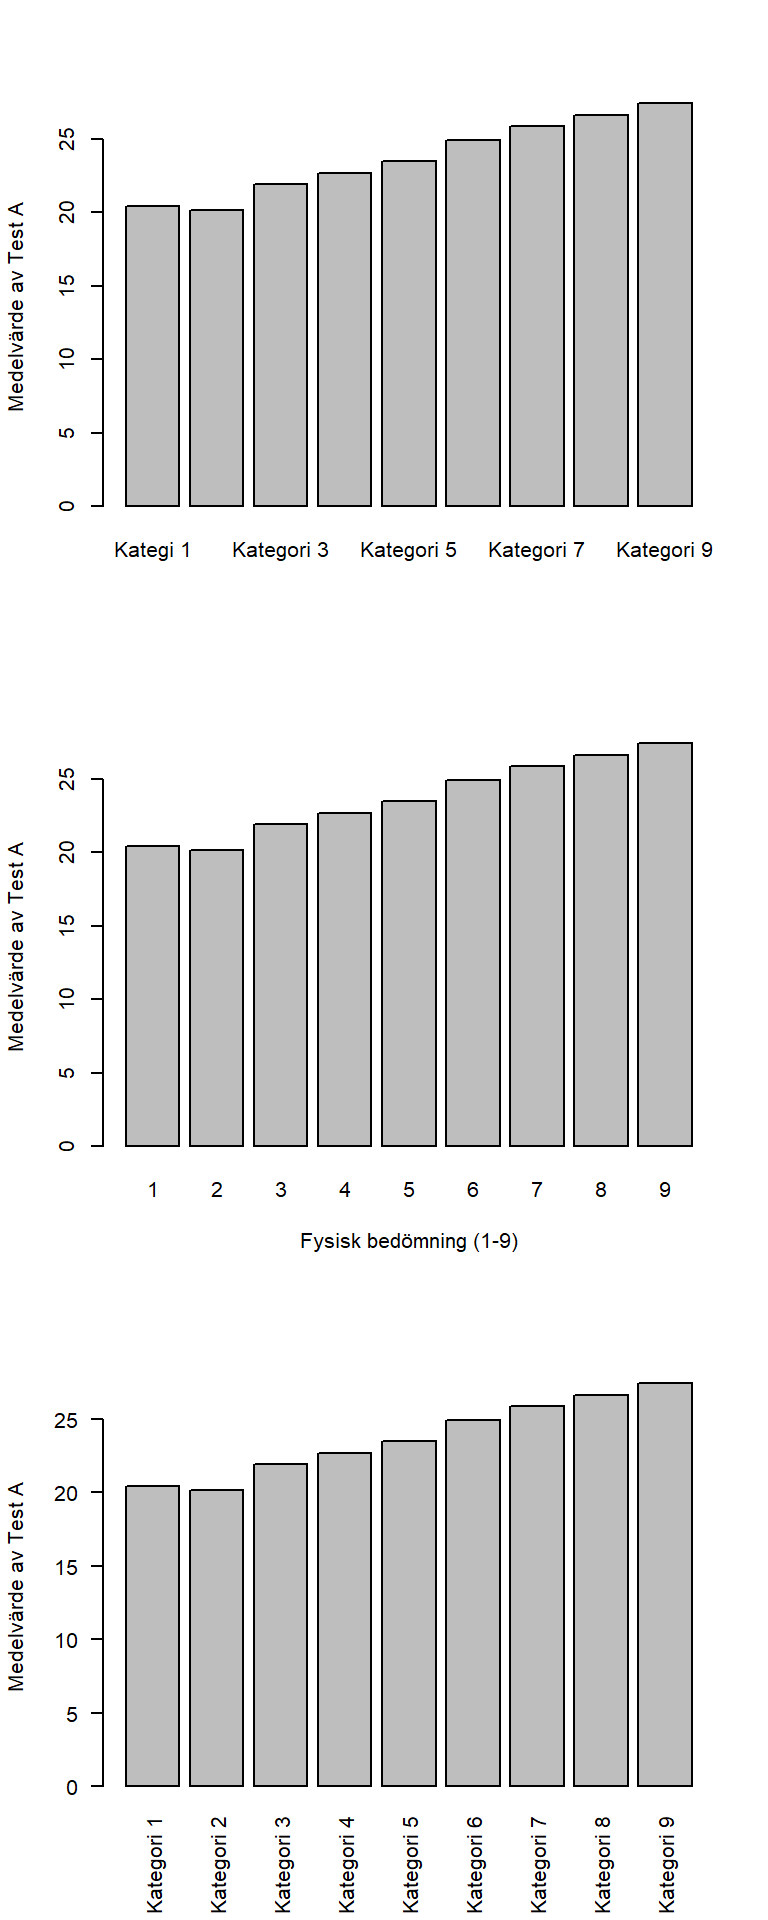 Medelvärde av Test A
25
20
15
10
5
0
Kategi 1 Kategori 3 Kategori 5 Kategori 7 Kategori 9
Medelvärde av Test A
25
20
15
10
5
0
1 2 3 4 5 6 7 8 9
Fysisk bedömning (1-9)
Medelvärde av Test A
25
20
15
10
5
0
Kategori 1
Kategori 2
Kategori 3
Kategori 4
Kategori 5
Kategori 6
Kategori 7
Kategori 8
Kategori 9